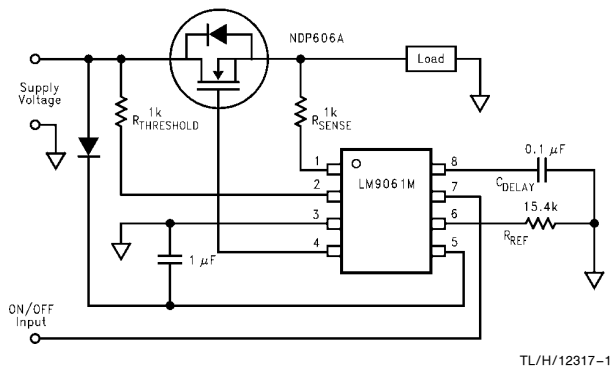 NDP606A
Load
Supply
Voltage
1k
RTHRESHOLD
1k
RSENSE
0.1 μF
1
8
LM9061M
CDELAY
2
7
15.4k
3
6
RREF
4
5
1 μF
ON/OFF
Input
TL/H/12317-1